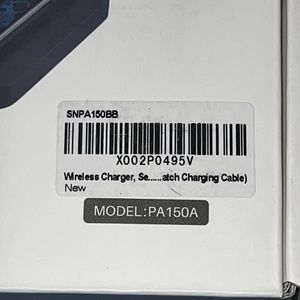 SNPA150BB
X002P0495V
Wireless Charger, Se......atch Charging Cable)
New
MODEL:PA150A